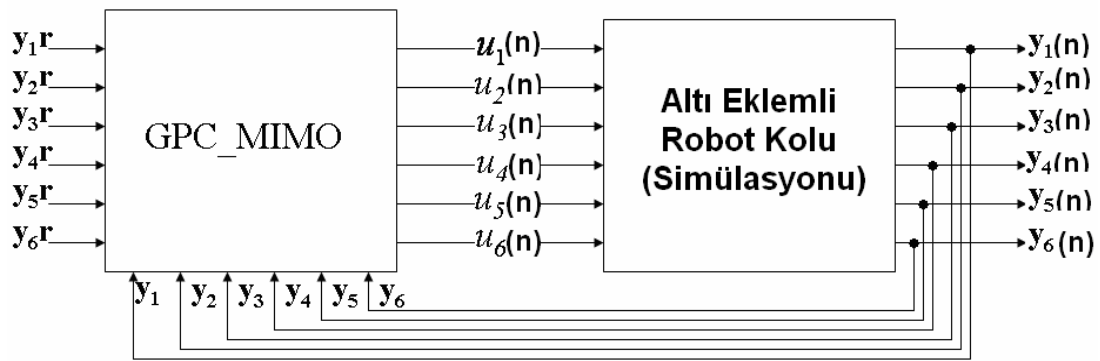 y₁r u₁(n) y₁(n)
y₂r u₂(n) y₂(n)
y₃r u₃(n) y₃(n)
y₄r u₄(n) y₄(n)
y₅r u₅(n) y₅(n)
y₆r u₆(n) y₆(n)
GPC_MIMO
Altı Eklemli
Robot Kolu
(Simülasyonu)
y₁ y₂ y₃ y₄ y₅ y₆